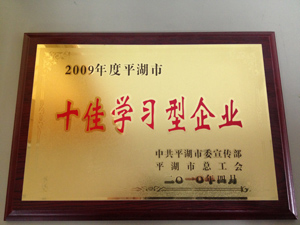 2009年度平湖市
十佳学习型企业
中共平湖市委宣传部
平湖市总工会
二〇一〇年四月